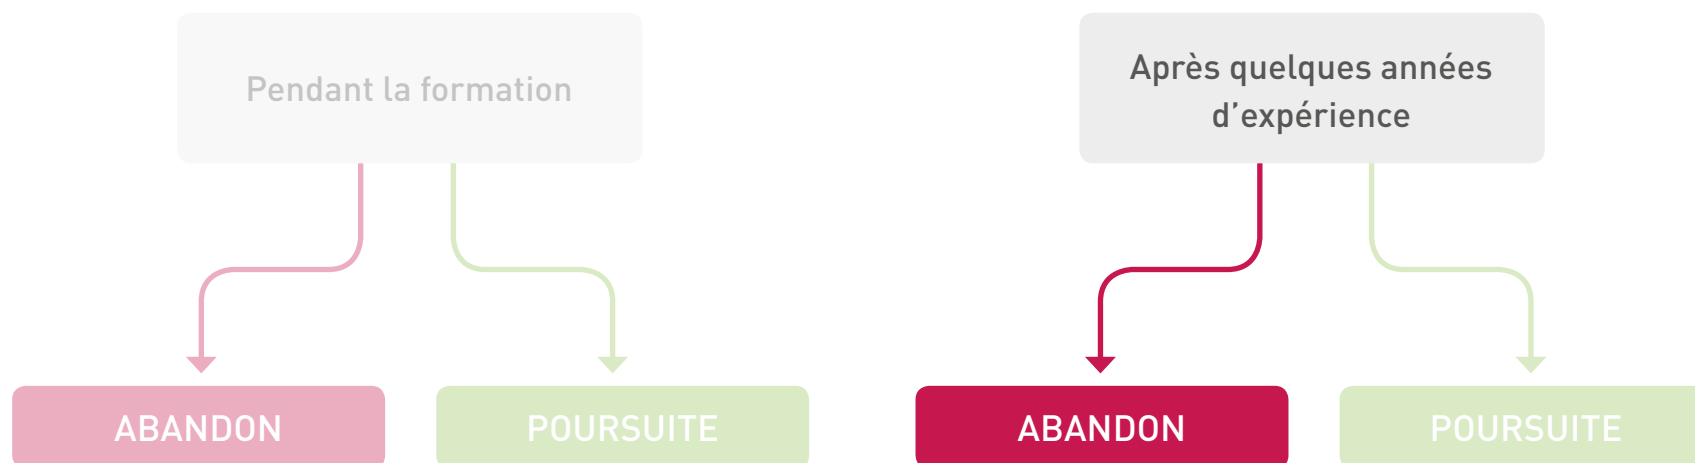 Pendant la formation
Après quelques années
d’expérience
ABANDON
POURSUITE
ABANDON
POURSUITE